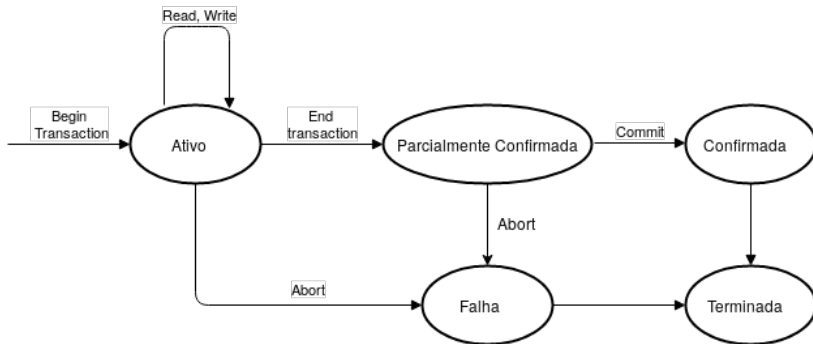 Read, Write
Begin
Transaction
Ativo
End
transaction
Parcialmente Confirmada
Commit
Confirmada
Abort
Abort
Falha
Terminada